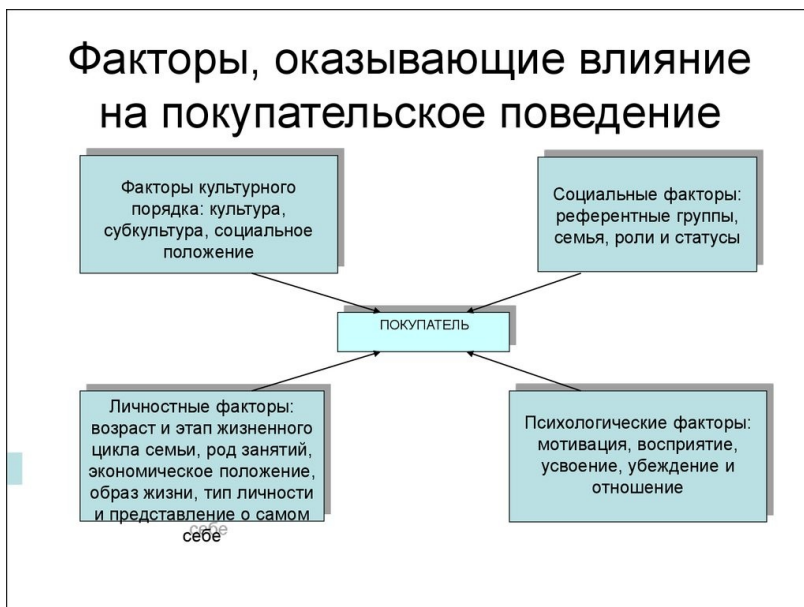 Факторы, оказывающие влияние
на покупательское поведение
Факторы культурного
порядка: культура,
субкультура, социальное
положение
Социальные факторы:
референтные группы,
семья, роли и статусы
ПОКУПАТЕЛЬ
Личностные факторы:
возраст и этап жизненного
цикла семьи, род занятий,
экономическое положение,
образ жизни, тип личности
и представление о самом
себе
Психологические факторы:
мотивация, восприятие,
усвоение, убеждение и
отношение